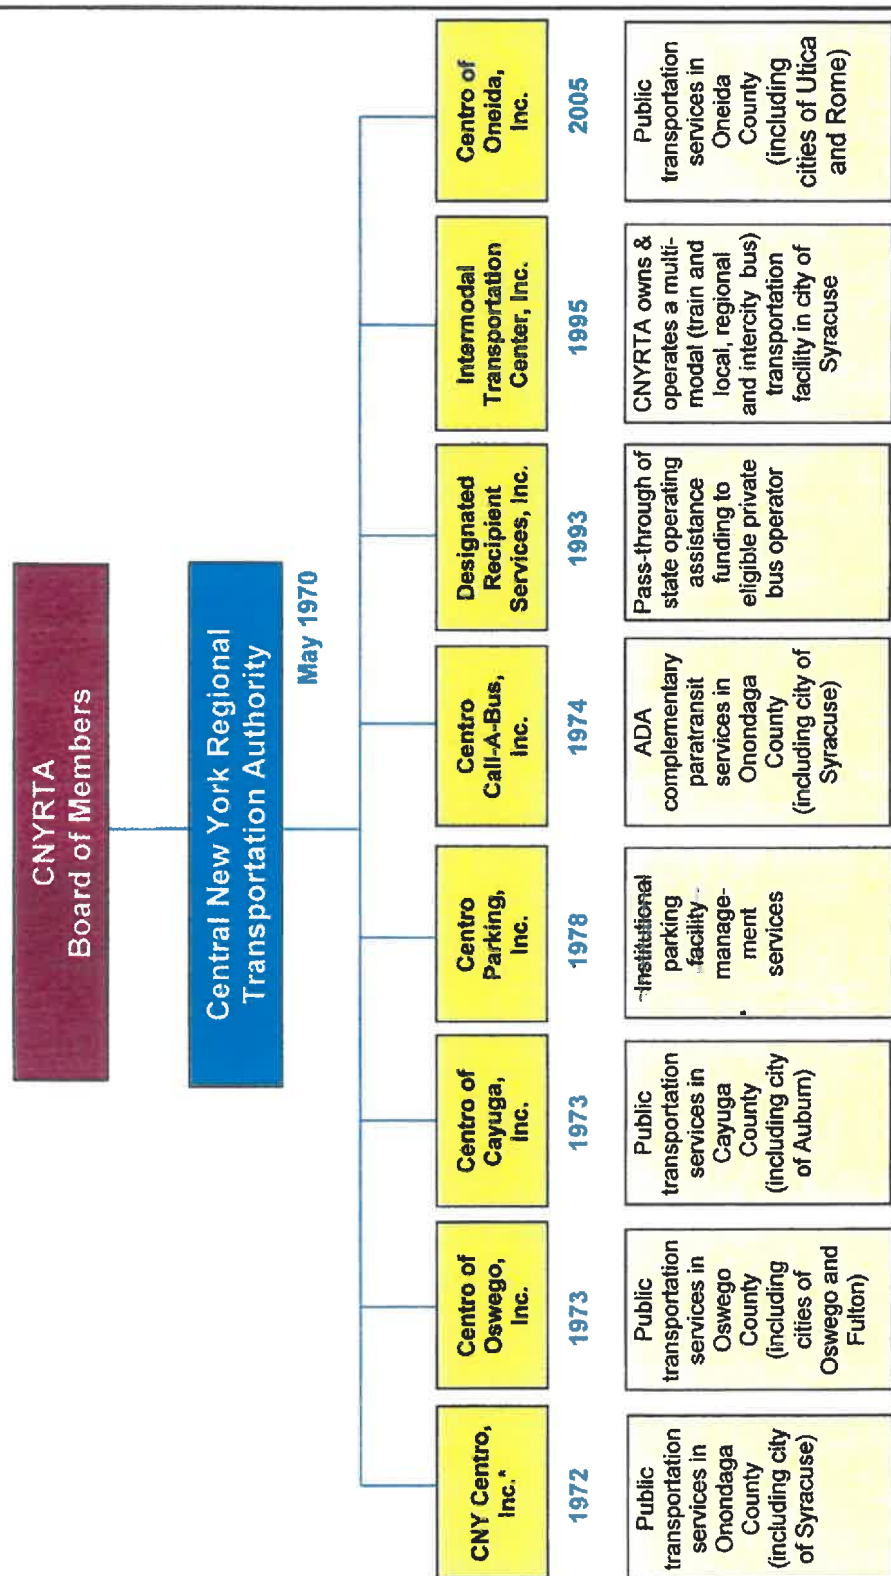 CNYRTA
Board of Members
Central New York Regional
Transportation Authority
May 1970
CNY Centro,
Inc.*
1972
Public
transportation
services in
Onondaga
County
(including city
of Syracuse)
Centro of
Oswego,
Inc.
1973
Public
transportation
services in
Oswego
County
(including
cities of
Oswego and
Fulton)
Centro of
Cayuga,
Inc.
1973
Public
transportation
services in
Cayuga
County
(including city
of Auburn)
Centro
Parking,
Inc.
1978
Institutional
parking
facility
manage-
ment
services
Centro
Call-A-Bus,
Inc.
1974
ADA
complementary
paratransit
services in
Onondaga
County
(including city of
Syracuse)
Designated
Recipient
Services, Inc.
1993
Pass-through of
state operating
assistance
funding to
eligible private
bus operator
Intermodal
Transportation
Center, Inc.
1995
CNYRTA owns &
operates a multi-
modal (train and
local, regional
and intercity bus)
transportation
facility in city of
Syracuse
Centro of
Oneida,
Inc.
2005
Public
transportation
services in
Oneida
County
(including
cities of Utica
and Rome)